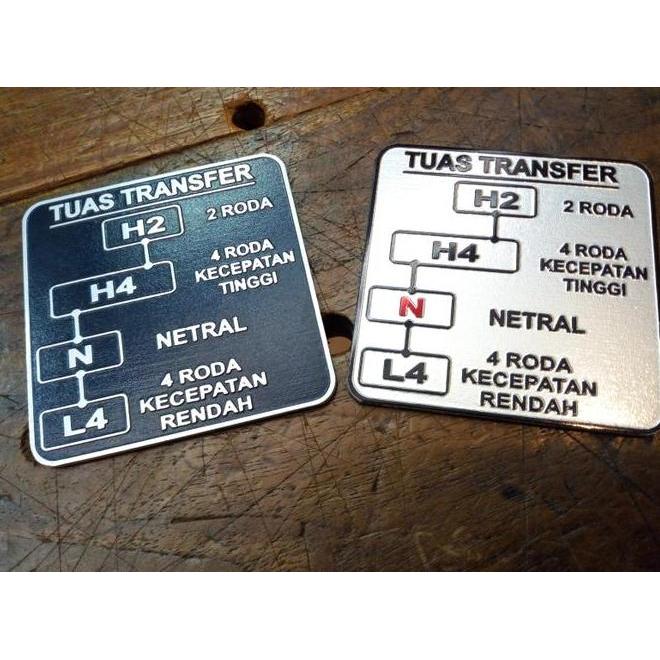 TUAS TRANSFER
H2 2 RODA
H4 4 RODA
KECEPATAN
TINGGI
N NETRAL
L4 4 RODA
KECEPATAN
RENDAH
TUAS TRANSFER
H2 2 RODA
H4 4 RODA
KECEPATAN
TINGGI
N NETRAL
L4 4 RODA
KECEPATAN
RENDAH